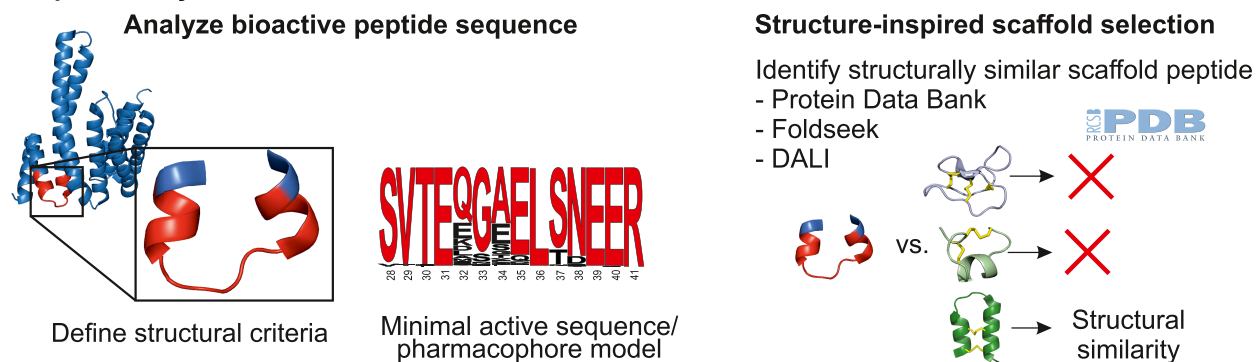 Analyze bioactive peptide sequence
SVTEQGAELSNEER
28 29 30 31 32 33 34 35 36 37 38 39 40 41
Define structural criteria
Minimal active sequence/
pharmacophore model
Structure-inspired scaffold selection
Identify structurally similar scaffold peptide
- Protein Data Bank
- Foldseek
- DALI
RCSB PDB
PROTEIN DATA BANK
vs.
Structural
similarity